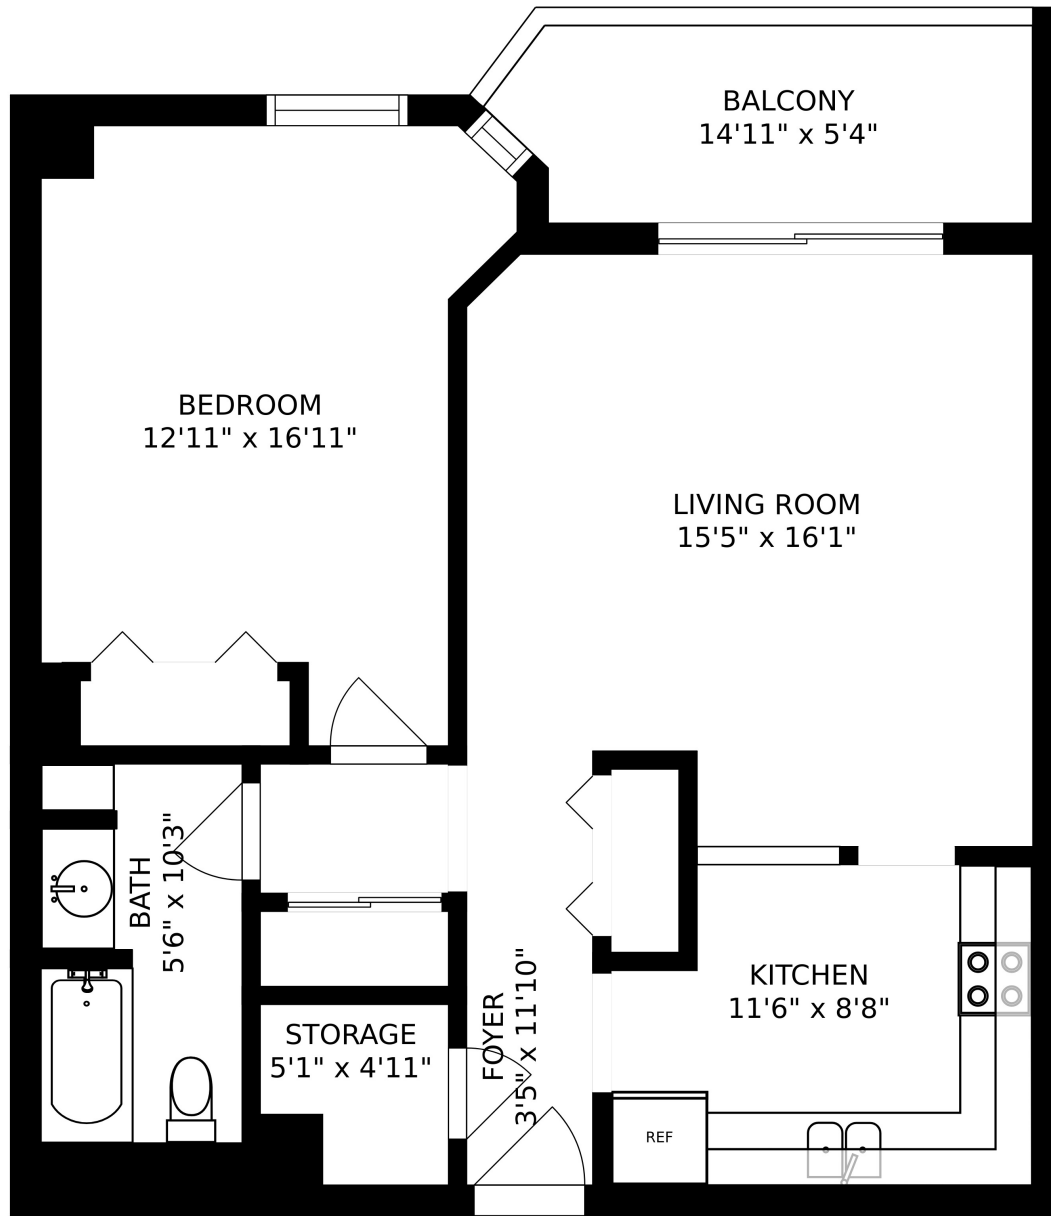 BALCONY
14'11" x 5'4"
BEDROOM
12'11" x 16'11"
LIVING ROOM
15'5" x 16'1"
BATH
5'6" x 10'3"
KITCHEN
11'6" x 8'8"
FOYER
3'5" x 11'10"
STORAGE
5'1" x 4'11"
REF